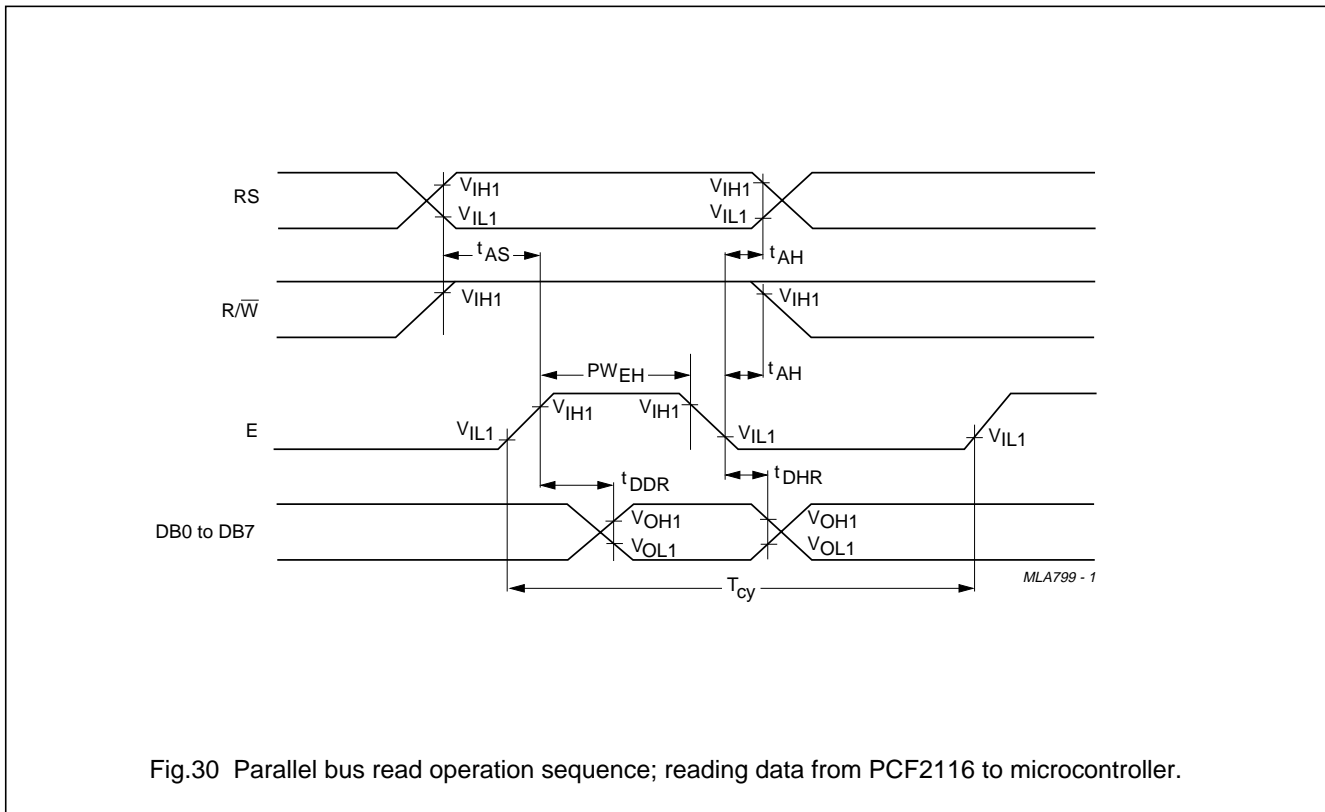 RS
VIH1
VIH1
VIL1
VIL1
tAS
tAH
R/W̅
VIH1
VIH1
PWEH
tAH
E
VIH1
VIH1
VIL1
VIL1
VIL1
tDDR
tDHR
DB0 to DB7
VOH1
VOH1
VOL1
VOL1
Tcy
MLA799 - 1
Fig.30 Parallel bus read operation sequence; reading data from PCF2116 to microcontroller.